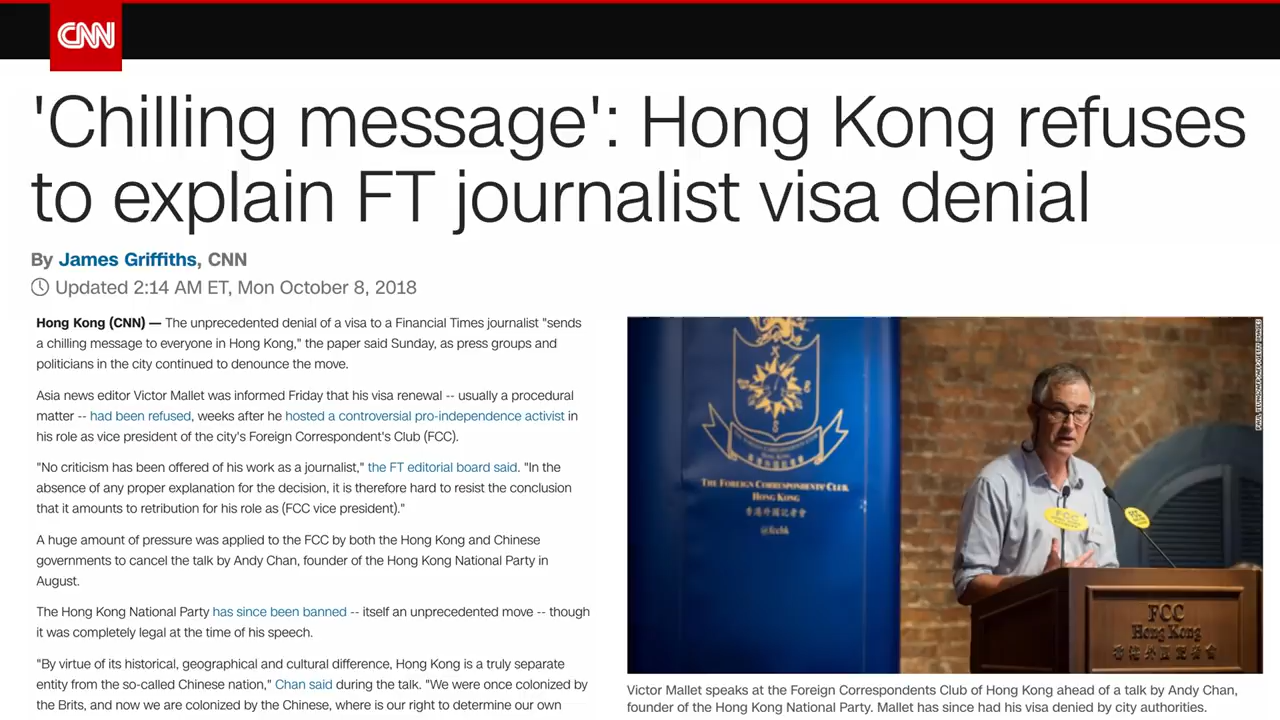 CNN
'Chilling message': Hong Kong refuses
to explain FT journalist visa denial
By James Griffiths, CNN
Updated 2:14 AM ET, Mon October 8, 2018
Hong Kong (CNN) — The unprecedented denial of a visa to a Financial Times journalist "sends
a chilling message to everyone in Hong Kong," the paper said Sunday, as press groups and
politicians in the city continued to denounce the move.
Asia news editor Victor Mallet was informed Friday that his visa renewal -- usually a procedural
matter -- had been refused, weeks after he hosted a controversial pro-independence activist in
his role as vice president of the city's Foreign Correspondent's Club (FCC).
"No criticism has been offered of his work as a journalist," the FT editorial board said. "In the
absence of any proper explanation for the decision, it is therefore hard to resist the conclusion
that it amounts to retribution for his role as (FCC vice president)."
A huge amount of pressure was applied to the FCC by both the Hong Kong and Chinese
governments to cancel the talk by Andy Chan, founder of the Hong Kong National Party in
August.
The Hong Kong National Party has since been banned -- itself an unprecedented move -- though
it was completely legal at the time of his speech.
"By virtue of its historical, geographical and cultural difference, Hong Kong is a truly separate
entity from the so-called Chinese nation," Chan said during the talk. "We were once colonized by
the Brits, and now we are colonized by the Chinese, where is our right to determine our own
THE FOREIGN CORRESPONDENTS' CLUB,
HONG KONG
香港外國記者會
@fcchk
FCC
FCC
FCC
Hong Kong
香港外國記者會
Victor Mallet speaks at the Foreign Correspondents Club of Hong Kong ahead of a talk by Andy Chan,
founder of the Hong Kong National Party. Mallet has since had his visa denied by city authorities.